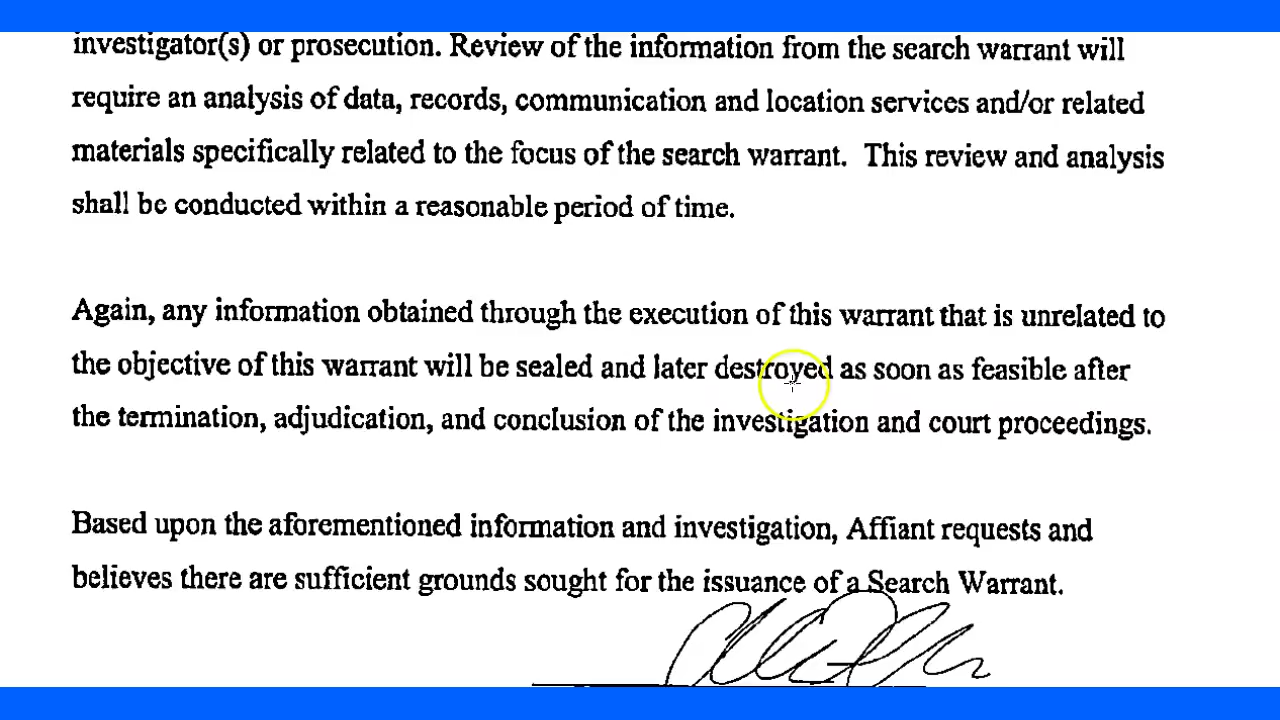 investigator(s) or prosecution. Review of the information from the search warrant will
require an analysis of data, records, communication and location services and/or related
materials specifically related to the focus of the search warrant. This review and analysis
shall be conducted within a reasonable period of time.
Again, any information obtained through the execution of this warrant that is unrelated to
the objective of this warrant will be sealed and later destroyed as soon as feasible after
the termination, adjudication, and conclusion of the investigation and court proceedings.
Based upon the aforementioned information and investigation, Affiant requests and
believes there are sufficient grounds sought for the issuance of a Search Warrant.